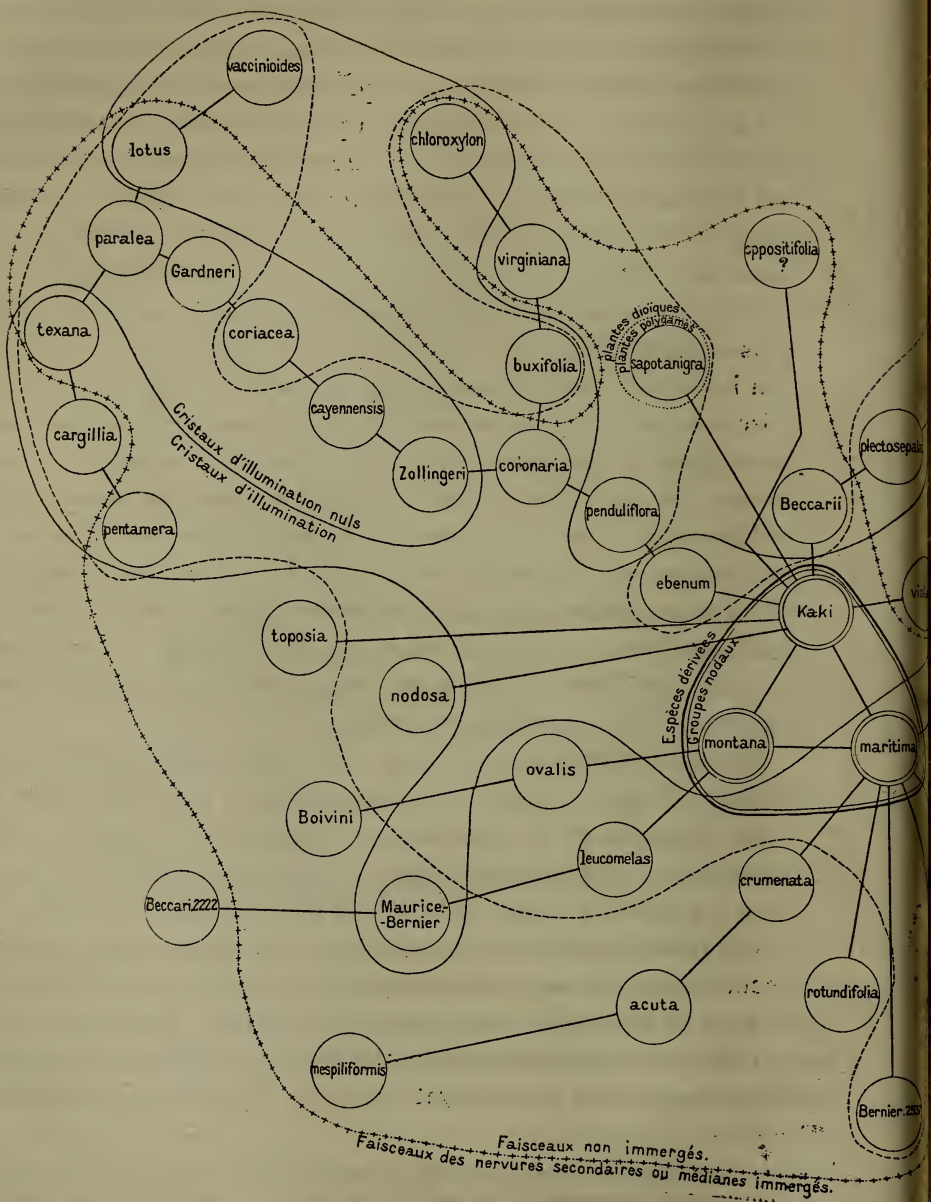 vaccinioides
lotus
chloroxylon
paralea
Gardneri
virginiana
oppositifolia
?
texana
coriacea
buxifolia
plantes dioïques
plantes polygames
sapotanigra
cargillia
cayennensis
Cristaux d'illumination nuls
Cristaux d'illumination
Zollingeri
coronaria
plectosepala
pentamera
penduliflora
Beccarii
ebenum
Kaki
toposia
nodosa
Espèces dérivées
Groupes nodaux
montana
maritima
ovalis
Boivini
leucomelas
crumenata
Beccari.2222
Maurice-
-Bernier
acuta
rotundifolia
mespiliformis
Bernier.
Faisceaux non immergés.
Faisceaux des nervures secondaires ou médianes immergés.